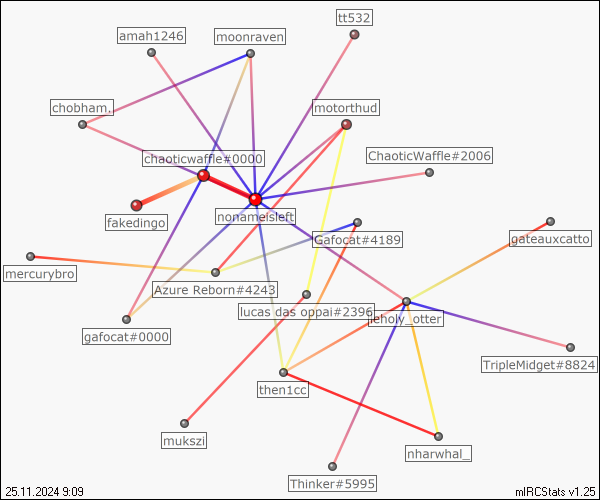 tt532
amah1246
moonraven
chobham.
motorthud
chaoticwaffle#0000
ChaoticWaffle#2006
fakedingo
nonameisleft
Gafocat#4189
gateauxcatto
mercurybro
Azure Reborn#4243
lucas das oppai#2396
leholy_otter
gafocat#0000
TripleMidget#8824
then1cc
mukszi
nharwhal_
Thinker#5995
25.11.2024 9:09
mIRCStats v1.25